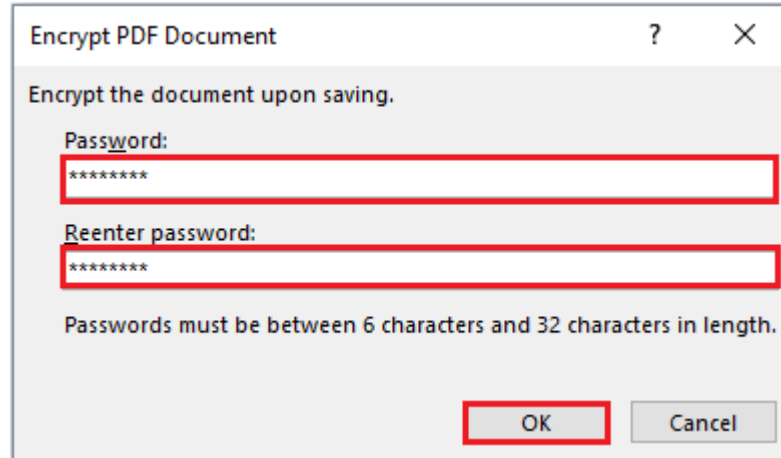 Encrypt PDF Document
?
Encrypt the document upon saving.
Password:
********
Reenter password:
********
Passwords must be between 6 characters and 32 characters in length.
OK Cancel